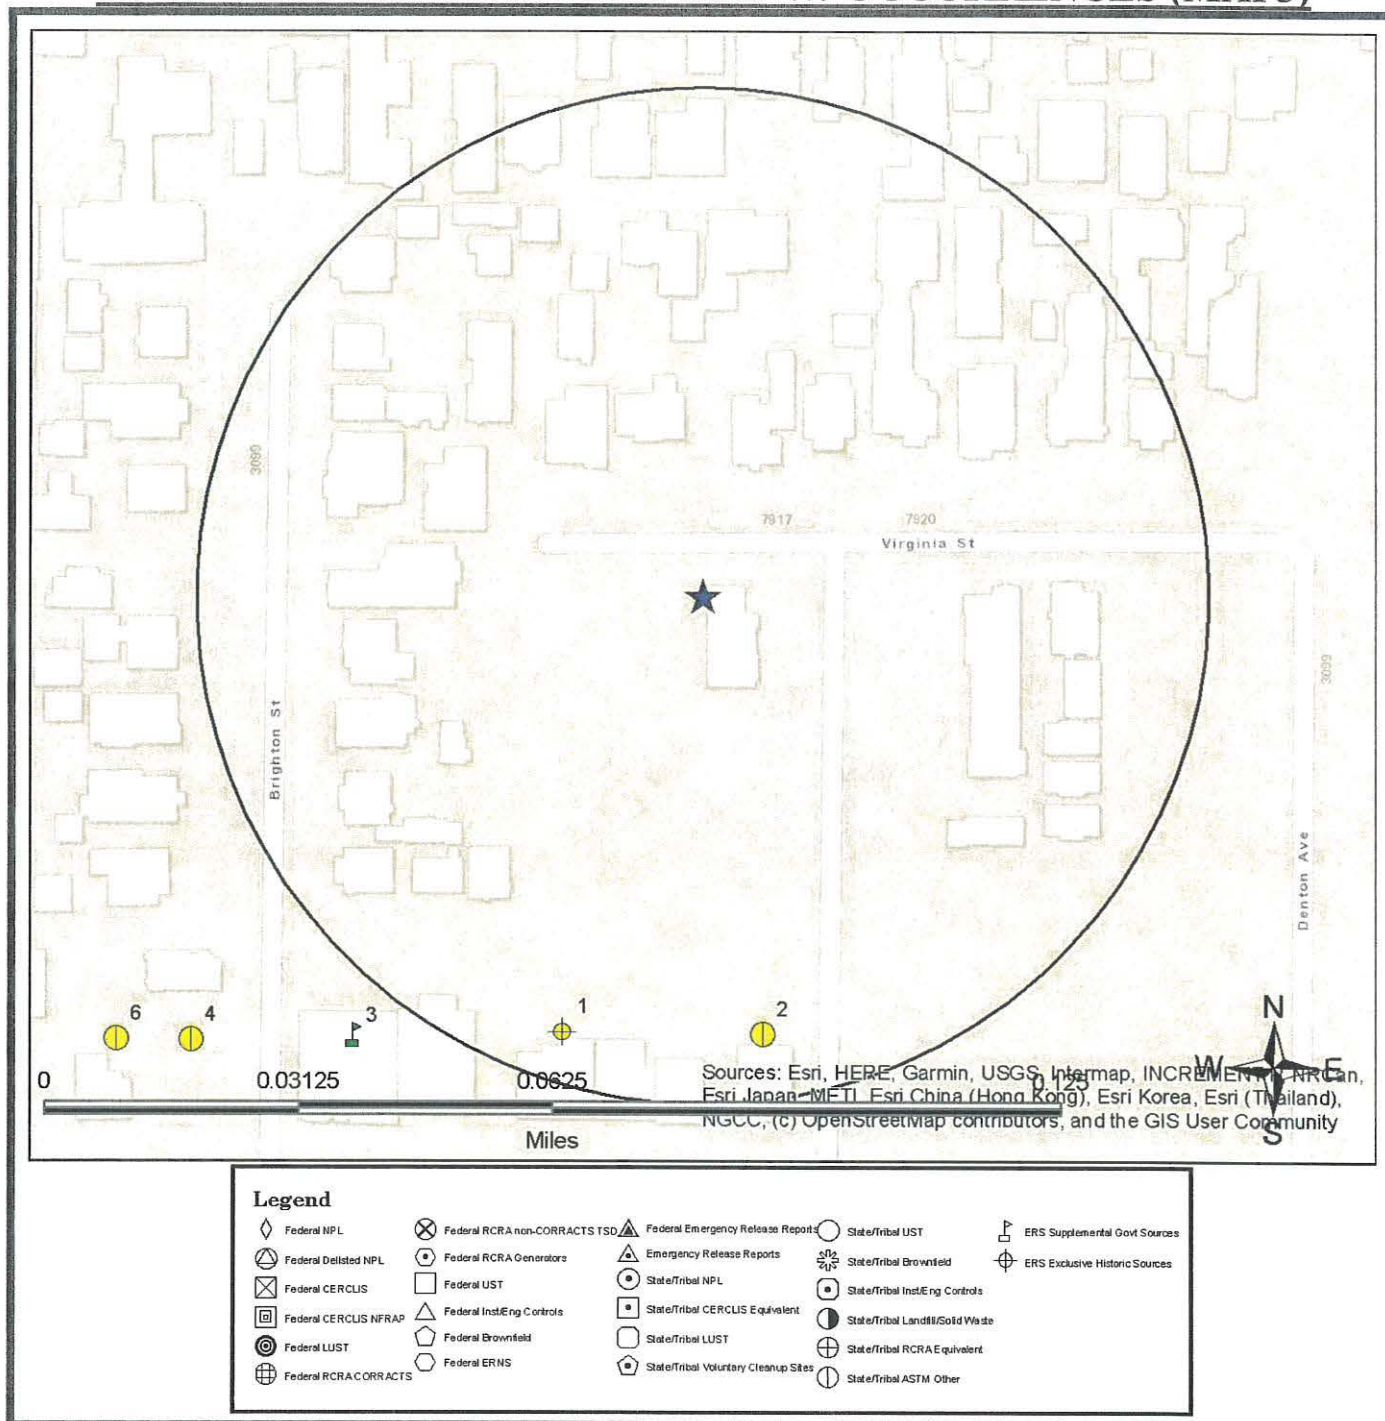 OCCURRENCES (MAPS)
3099
7917
7920
Virginia St
3099
Brighton St
Denton Ave
6
4
3
1
2
N
W
E
S
0
0.03125
0.0625
0.125
Miles
Sources: Esri, HERE, Garmin, USGS, Intermap, INCREMENT P, NRCan,
Esri Japan, METI, Esri China (Hong Kong), Esri Korea, Esri (Thailand),
NGCC, (c) OpenStreetMap contributors, and the GIS User Community
Legend
Federal NPL
Federal Delisted NPL
Federal CERCLIS
Federal CERCLIS NFRAP
Federal LUST
Federal RCRA CORRACTS
Federal RCRA non-CORRACTS TSD
Federal RCRA Generators
Federal UST
Federal Inst/Eng Controls
Federal Brownfield
Federal ERNS
Federal Emergency Release Reports
Emergency Release Reports
State/Tribal NPL
State/Tribal CERCLIS Equivalent
State/Tribal LUST
State/Tribal Voluntary Cleanup Sites
State/Tribal UST
State/Tribal Brownfield
State/Tribal Inst/Eng Controls
State/Tribal Landfill/Solid Waste
State/Tribal RCRA Equivalent
State/Tribal ASTM Other
ERS Supplemental Govt Sources
ERS Exclusive Historic Sources